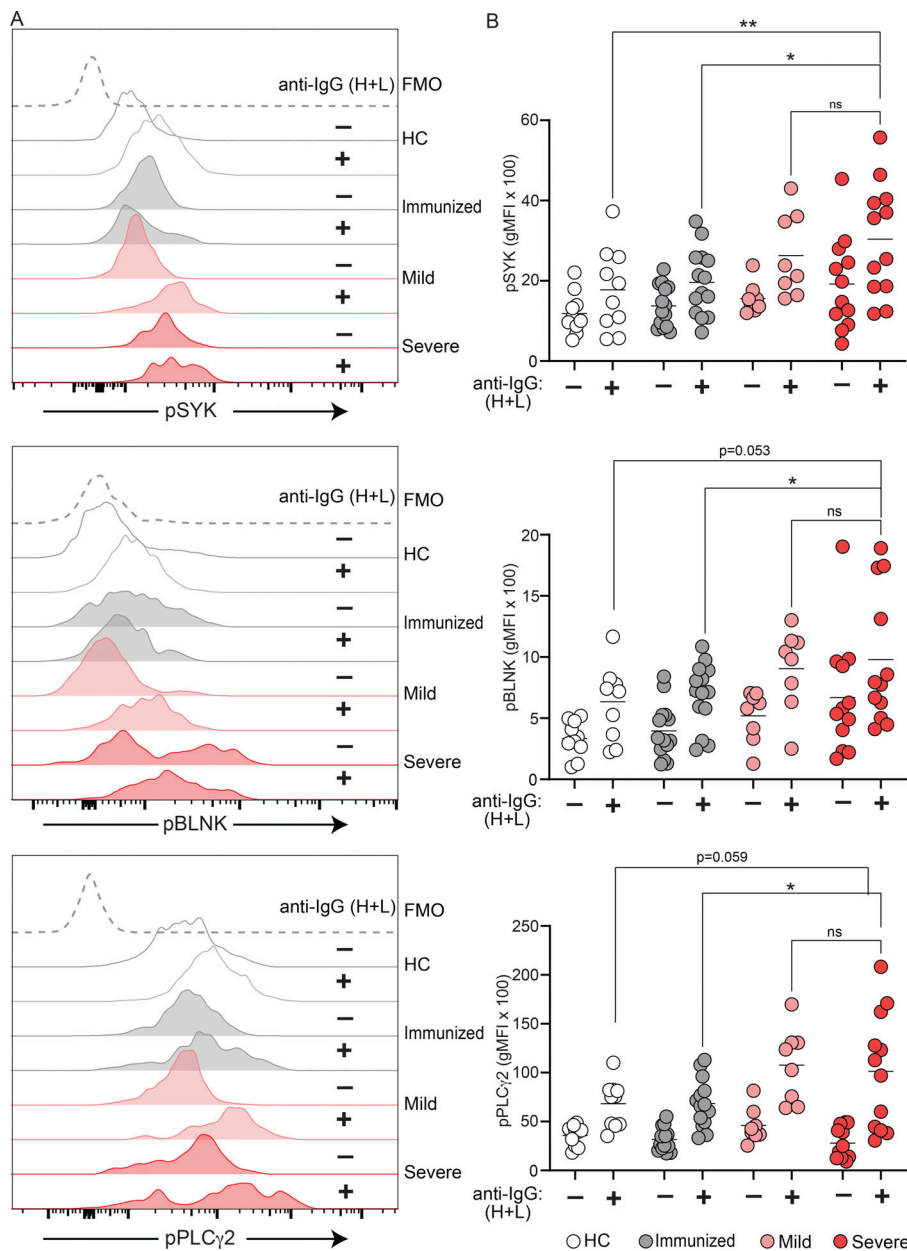 A
anti-IgG (H+L) FMO
−
HC
+
−
Immunized
+
−
Mild
+
−
Severe
+
pSYK
anti-IgG (H+L) FMO
−
HC
+
−
Immunized
+
−
Mild
+
−
Severe
+
pBLNK
anti-IgG (H+L) FMO
−
HC
+
−
Immunized
+
−
Mild
+
−
Severe
+
pPLCγ2
B
**
*
ns
60
40
20
0
pSYK (gMFI x 100)
anti-IgG: − + − + − + − +
(H+L)
p=0.053
*
ns
20
15
10
5
0
pBLNK (gMFI x 100)
anti-IgG: − + − + − + − +
(H+L)
p=0.059
*
ns
250
200
150
100
50
0
pPLCγ2 (gMFI x 100)
anti-IgG: − + − + − + − +
(H+L)
HC Immunized Mild Severe